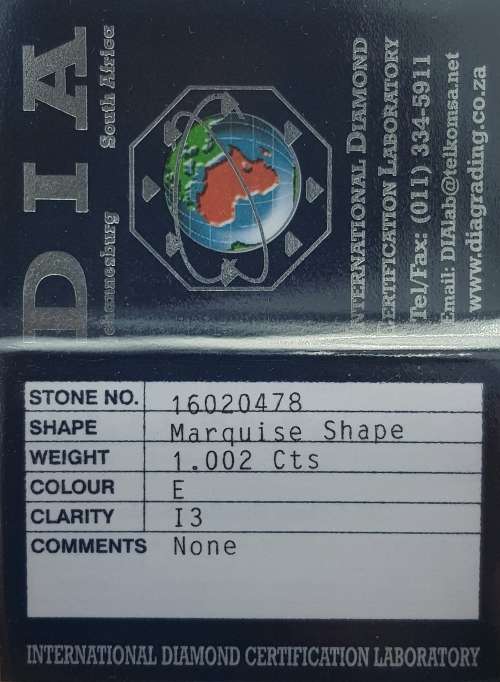 DIA
Johannesburg South Africa
INTERNATIONAL DIAMOND
CERTIFICATION LABORATORY
Tel/Fax: (011) 334-5911
Email: DIAlab@telkomsa.net
www.diagrading.co.za
STONE NO. 16020478
SHAPE Marquise Shape
WEIGHT 1.002 Cts
COLOUR E
CLARITY I3
COMMENTS None
INTERNATIONAL DIAMOND CERTIFICATION LABORATORY